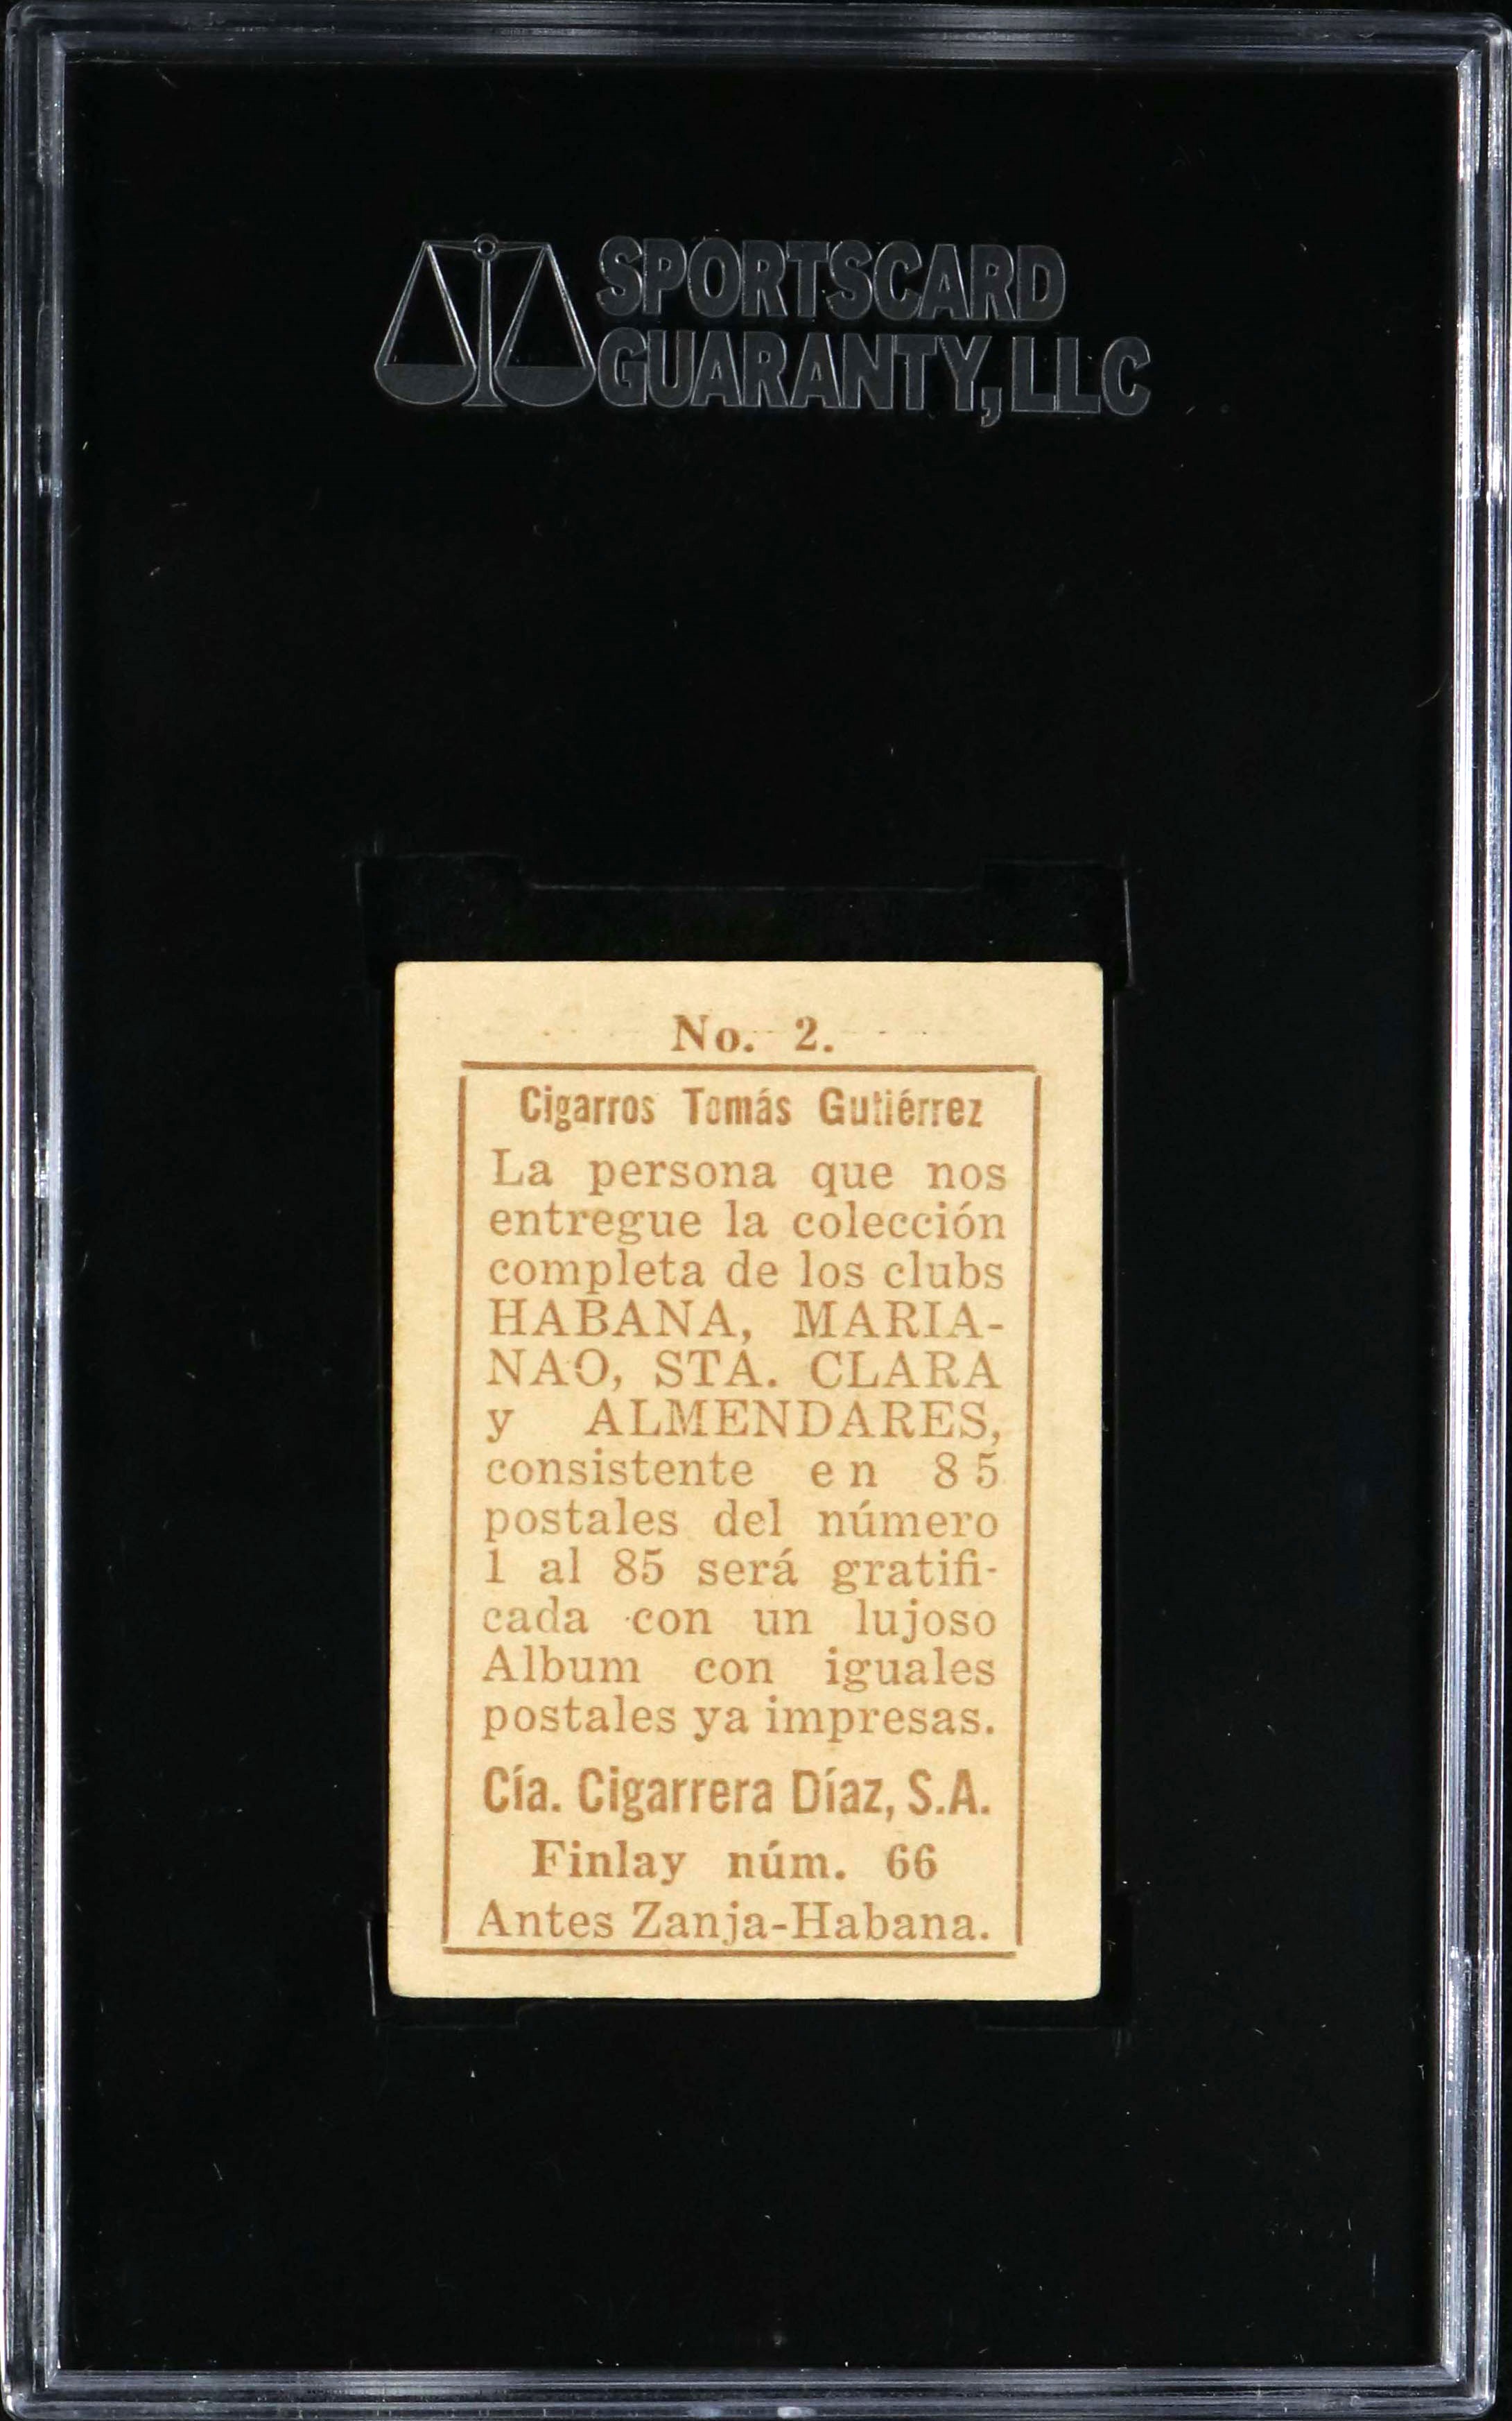 SPORTSCARD
GUARANTY, LLC
No. 2.
Cigarros Tomás Gutiérrez
La persona que nos
entregue la colección
completa de los clubs
HABANA, MARIA-
NAO, STA. CLARA
y ALMENDARES,
consistente en 85
postales del número
1 al 85 será gratifi-
cada con un lujoso
Album con iguales
postales ya impresas.
Cía. Cigarrera Díaz, S.A.
Finlay núm. 66
Antes Zanja-Habana.